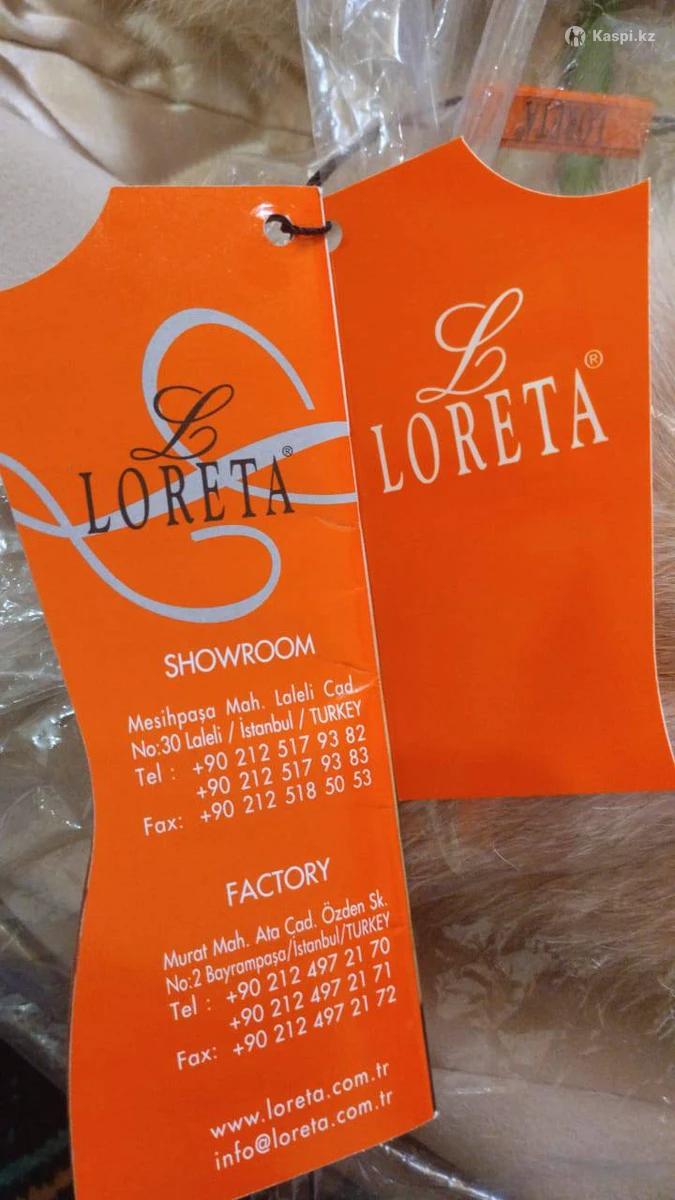 Kaspi.kz
LORETA
L
LORETA®
SHOWROOM
Mesihpaşa Mah. Laleli Cad.
No:30 Laleli / İstanbul / TURKEY
Tel : +90 212 517 93 82
+90 212 517 93 83
Fax: +90 212 518 50 53
FACTORY
Murat Mah. Ata Cad. Özden Sk.
No:2 Bayrampaşa/İstanbul/TURKEY
Tel : +90 212 497 21 70
+90 212 497 21 71
Fax: +90 212 497 21 72
www.loreta.com.tr
info@loreta.com.tr
L
LORETA®